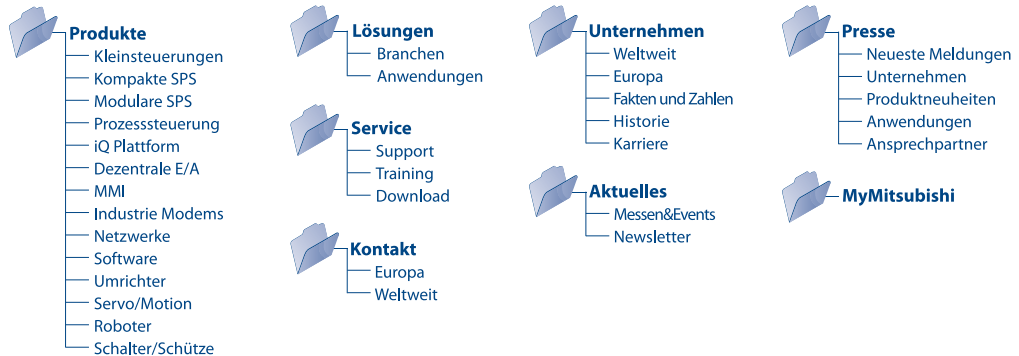 Produkte
Kleinsteuerungen
Kompakte SPS
Modulare SPS
Prozesssteuerung
iQ Plattform
Dezentrale E/A
MMI
Industrie Modems
Netzwerke
Software
Umrichter
Servo/Motion
Roboter
Schalter/Schütze
Lösungen
Branchen
Anwendungen
Service
Support
Training
Download
Kontakt
Europa
Weltweit
Unternehmen
Weltweit
Europa
Fakten und Zahlen
Historie
Karriere
Aktuelles
Messen&Events
Newsletter
Presse
Neueste Meldungen
Unternehmen
Produktneuheiten
Anwendungen
Ansprechpartner
MyMitsubishi